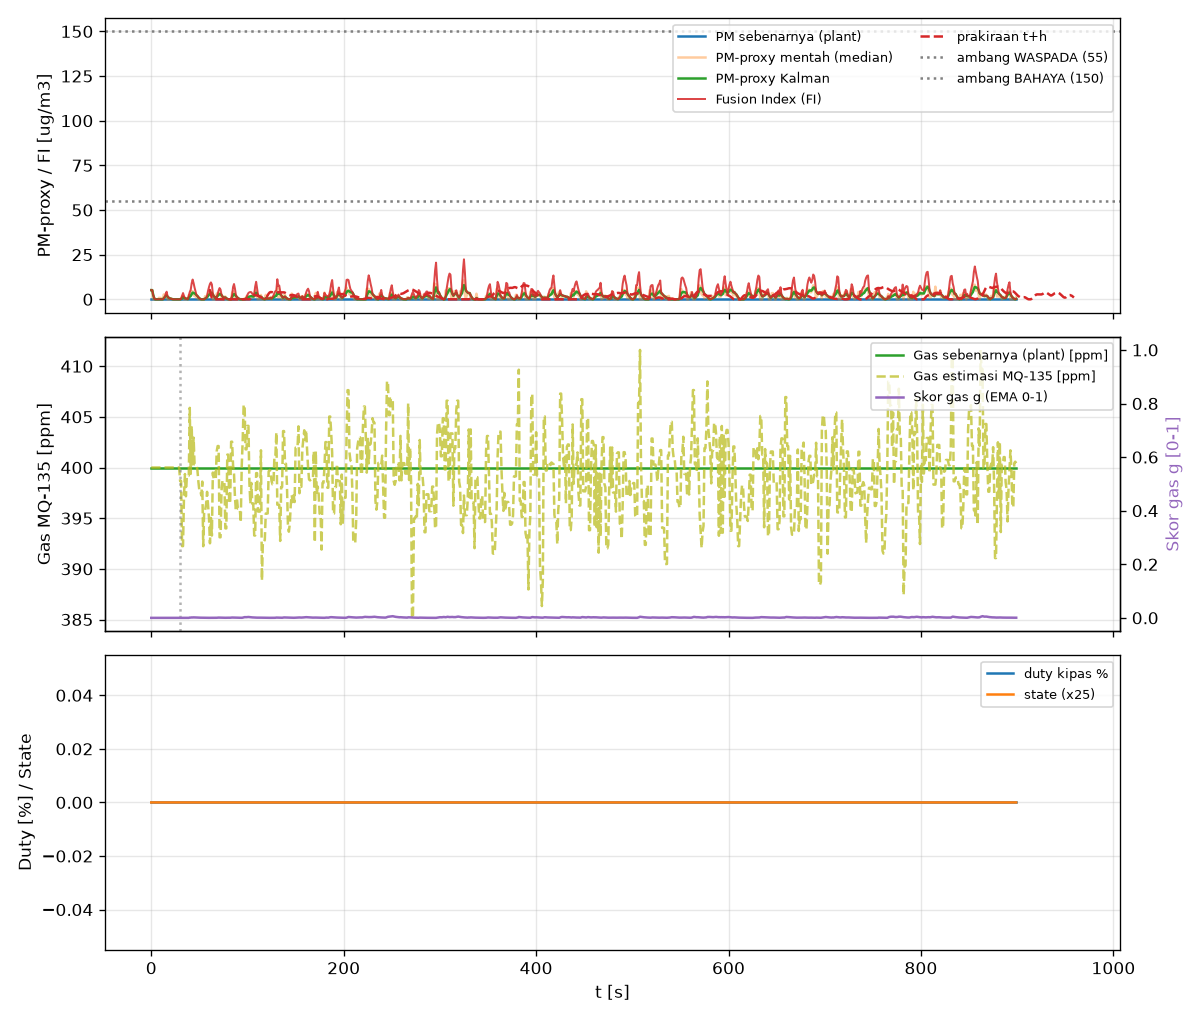 150
125
100
75
50
25
0
PM-proxy / FI [ug/m3]
PM sebenarnya (plant)
PM-proxy mentah (median)
PM-proxy Kalman
Fusion Index (FI)
prakiraan t+h
ambang WASPADA (55)
ambang BAHAYA (150)
410
405
400
395
390
385
Gas MQ-135 [ppm]
Gas sebenarnya (plant) [ppm]
Gas estimasi MQ-135 [ppm]
Skor gas g (EMA 0-1)
1.0
0.8
0.6
0.4
0.2
0.0
Skor gas g [0-1]
0.04
0.02
0.00
−0.02
−0.04
Duty [%] / State
duty kipas %
state (x25)
0
200
400
600
800
1000
t [s]